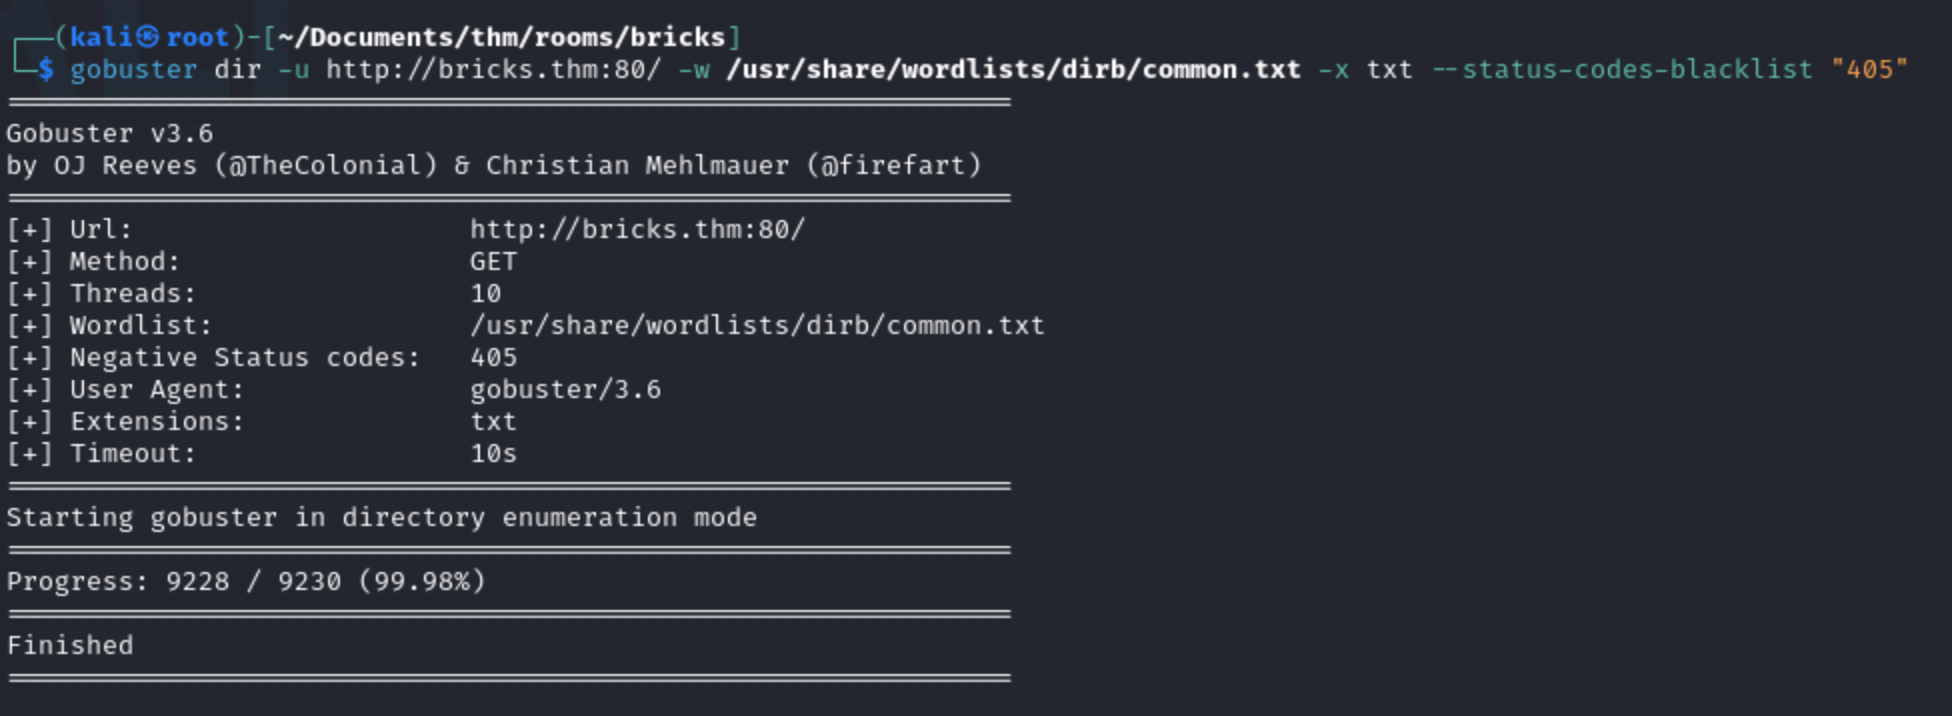 ┌──(kali㉿root)-[~/Documents/thm/rooms/bricks]
└─$ gobuster dir -u http://bricks.thm:80/ -w /usr/share/wordlists/dirb/common.txt -x txt --status-codes-blacklist "405"
===============================================================
Gobuster v3.6
by OJ Reeves (@TheColonial) & Christian Mehlmauer (@firefart)
===============================================================
[+] Url:                     http://bricks.thm:80/
[+] Method:                  GET
[+] Threads:                 10
[+] Wordlist:                /usr/share/wordlists/dirb/common.txt
[+] Negative Status codes:   405
[+] User Agent:              gobuster/3.6
[+] Extensions:              txt
[+] Timeout:                 10s
===============================================================
Starting gobuster in directory enumeration mode
===============================================================
Progress: 9228 / 9230 (99.98%)
===============================================================
Finished
===============================================================